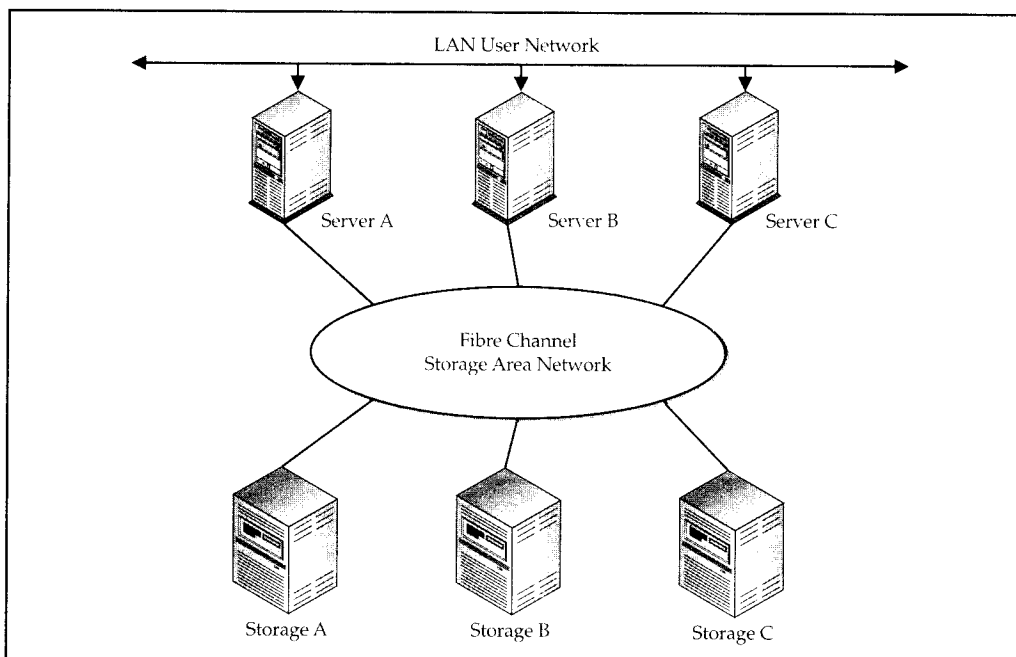 LAN User Network
Server A
Server B
Server C
Fibre Channel
Storage Area Network
Storage A
Storage B
Storage C